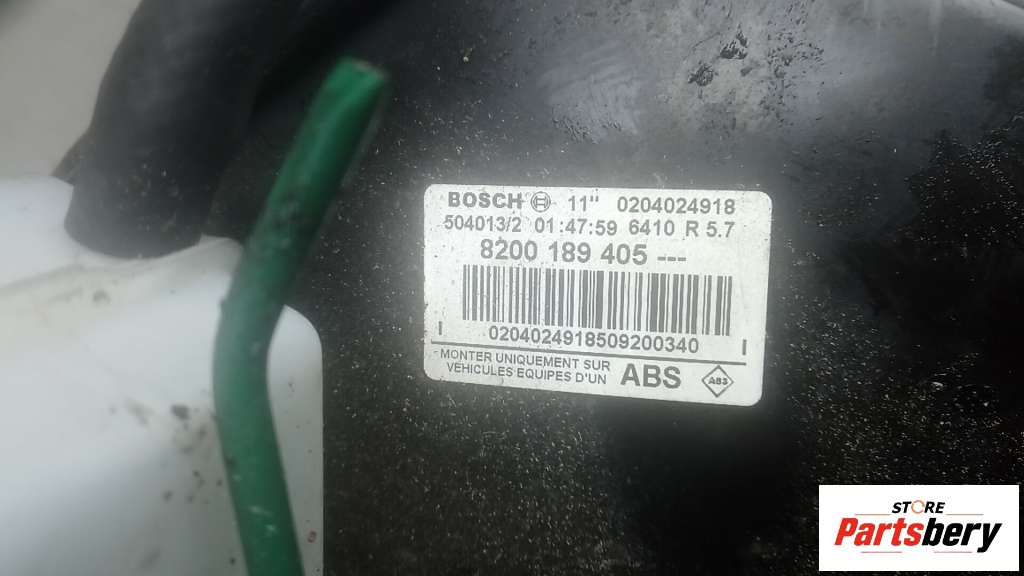 BOSCH 11" 0204024918
504013/2 01:47:59 6410 R 5.7
8200 189 405 ---
0204024918509200340
MONTER UNIQUEMENT SUR
VEHICULES EQUIPES D'UN ABS
ABS
STORE
Partsbery